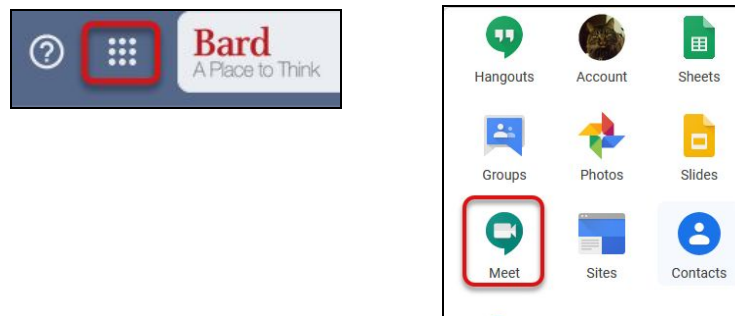 Bard
A Place to Think
Hangouts
Account
Sheets
Groups
Photos
Slides
Meet
Sites
Contacts